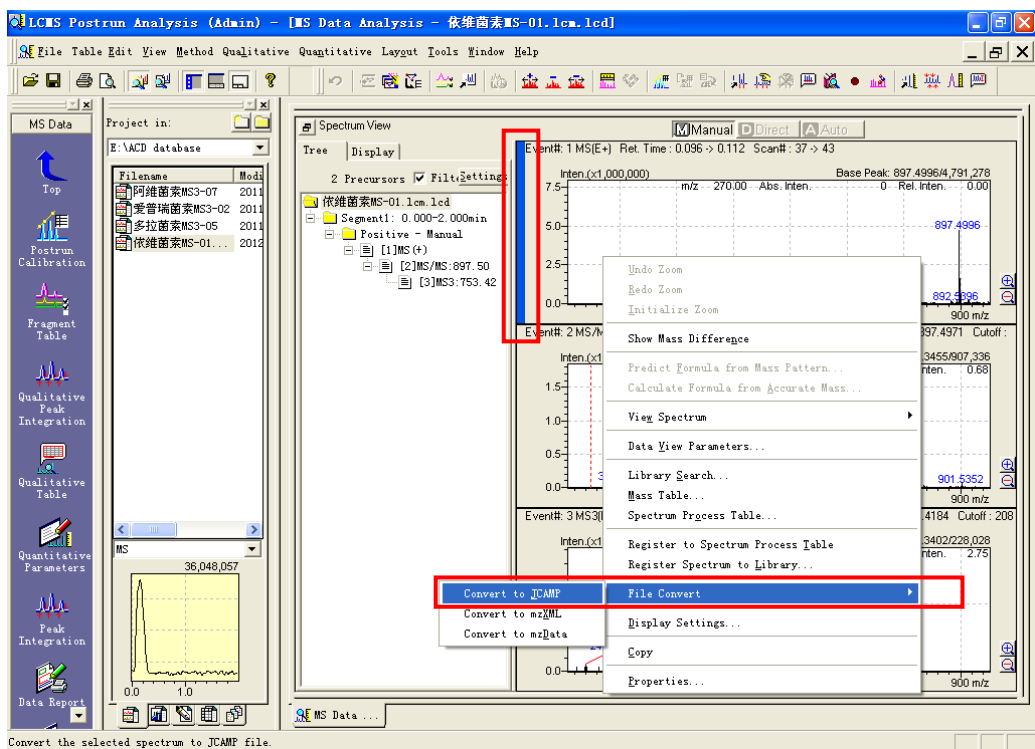 LCMS Postrun Analysis (Admin) - [MS Data Analysis - 依维菌素MS-01.lcm.lcd]
File Table Edit View Method Qualitative Quantitative Layout Tools Window Help
MS Data
Top
Postrun
Calibration
Fragment
Table
Qualitative
Peak
Integration
Qualitative
Table
Quantitative
Parameters
Peak
Integration
Data Report
Project in:
E:\ACD database
Filename Modi
阿维菌素MS3-07 2011
爱普瑞菌素MS3-02 2011
多拉菌素MS3-05 2011
依维菌素MS-01... 2012
MS
36,048,057
0.0 1.0
Spectrum View
Manual Direct Auto
Tree Display
2 Precursors Filt Settings
依维菌素MS-01.lcm.lcd
Segment1: 0.000-2.000min
Positive - Manual
[1]MS(+)
[2]MS/MS:897.50
[3]MS3:753.42
Event#: 1 MS(E+) Ret. Time : 0.096 -> 0.112 Scan#: 37 -> 43
Inten.(x1,000,000) Base Peak: 897.4996/4,791,278
7.5 m/z 270.00 Abs. Inten. 0 Rel. Inten. 0.00
5.0 897.4996
2.5
0.0 892.5396
900 m/z
Event#: 2 MS/M 397.4971 Cutoff :
Inten.(x1 .3455/907,336
nten. 0.68
1.5
1.0
0.5
0.0 901.5352
900 m/z
Event#: 3 MS3( .4184 Cutoff : 208
Inten.(x1 .3402/228,028
nten. 2.75
0.0
900 m/z
Undo Zoom
Redo Zoom
Initialize Zoom
Show Mass Difference
Predict Formula from Mass Pattern...
Calculate Formula from Accurate Mass...
View Spectrum
Data View Parameters...
Library Search...
Mass Table...
Spectrum Process Table...
Register to Spectrum Process Table
Register Spectrum to Library...
File Convert
Display Settings...
Copy
Properties...
Convert to JCAMP
Convert to mzXML
Convert to mzData
MS Data ...
Convert the selected spectrum to JCAMP file.